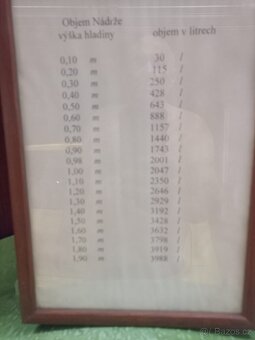 Objem Nádrže
výška hladiny objem v litrech
0,10 m 30 l
0,20 m 115 l
0,30 m 250 l
0,40 m 428 l
0,50 m 643 l
0,60 m 888 l
0,70 m 1157 l
0,80 m 1440 l
0,90 m 1743 l
0,98 m 2001 l
1,00 m 2047 l
1,10 m 2350 l
1,20 m 2646 l
1,30 m 2929 l
1,40 m 3192 l
1,50 m 3428 l
1,60 m 3632 l
1,70 m 3798 l
1,80 m 3919 l
1,90 m 3988 l